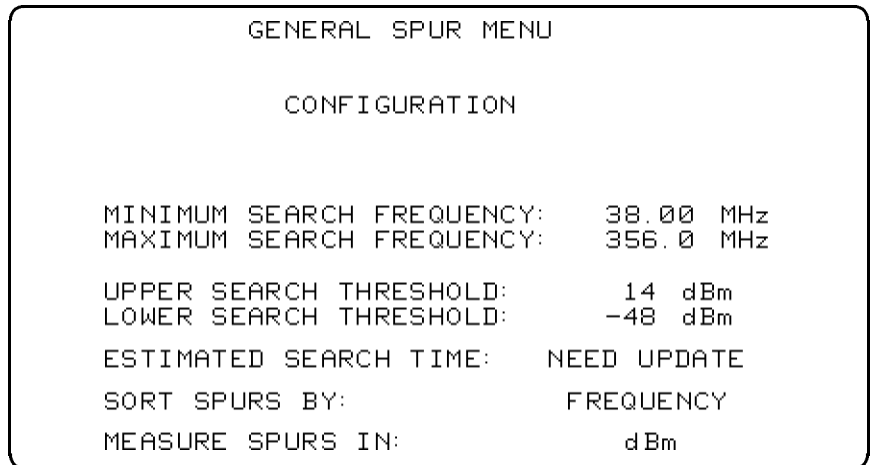 GENERAL SPUR MENU
CONFIGURATION
MINIMUM SEARCH FREQUENCY: 38.00 MHz
MAXIMUM SEARCH FREQUENCY: 356.0 MHz
UPPER SEARCH THRESHOLD: 14 dBm
LOWER SEARCH THRESHOLD: -48 dBm
ESTIMATED SEARCH TIME: NEED UPDATE
SORT SPURS BY: FREQUENCY
MEASURE SPURS IN: dBm